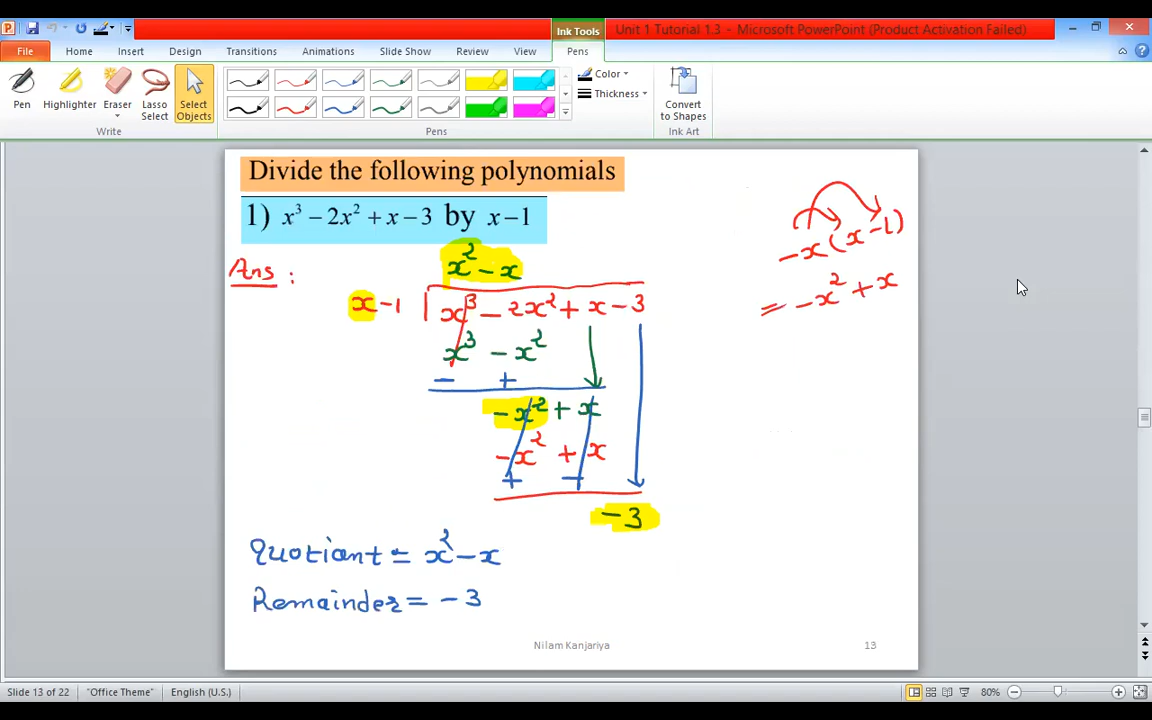 Ink Tools
Unit 1 Tutorial 1.3 - Microsoft PowerPoint (Product Activation Failed)
File Home Insert Design Transitions Animations Slide Show Review View Pens
Pen Highlighter Eraser Lasso Select Select Objects
Color
Thickness
Convert to Shapes
Write Pens Ink Art
Divide the following polynomials
1) x³ − 2x² + x − 3 by x − 1
Ans :
x² − x
x − 1 | x³ − 2x² + x − 3
x³ − x²
− +
− x² + x
− x² + x
+ −
− 3
− x (x − 1)
= − x² + x
Quotiant = x² − x
Remainder = − 3
Nilam Kanjariya 13
Slide 13 of 22 "Office Theme" English (U.S.) 80%